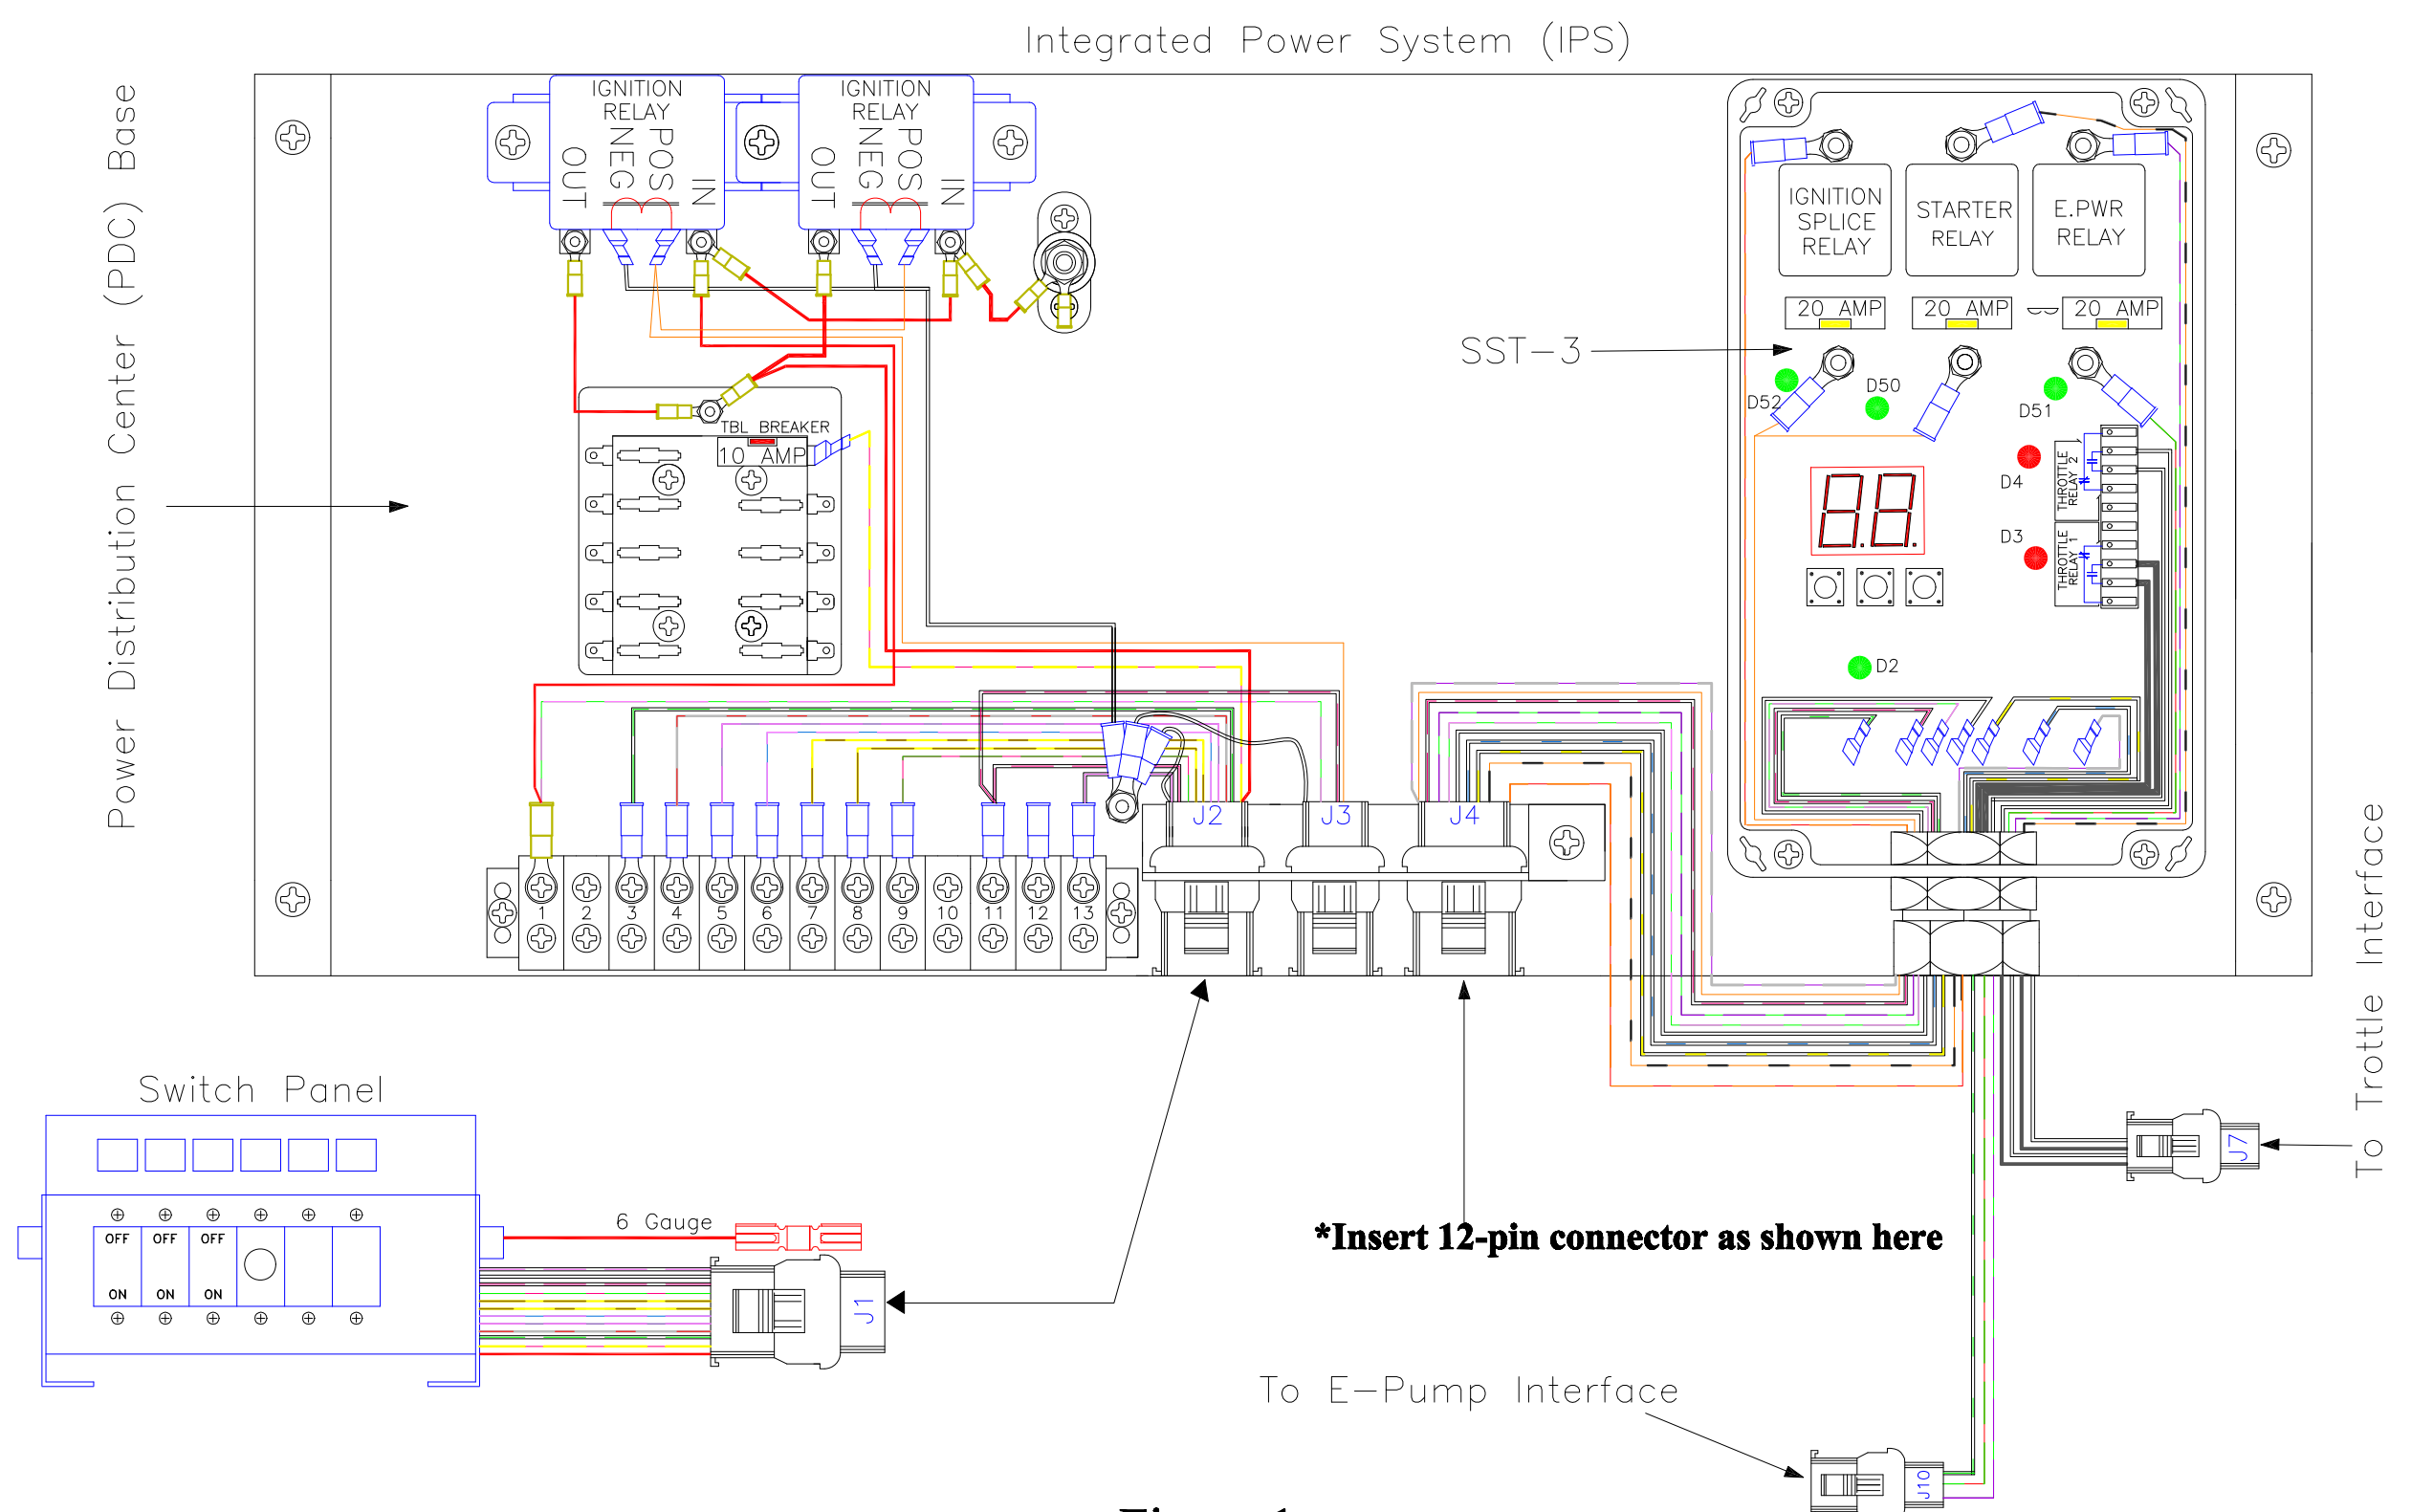 Integrated Power System (IPS)
Power Distribution Center (PDC) Base
IGNITION
RELAY
OUT
NEG
POS
IN
IGNITION
RELAY
OUT
NEG
POS
IN
IGNITION
SPLICE
RELAY
STARTER
RELAY
E.PWR
RELAY
20 AMP
20 AMP
20 AMP
SST-3
D52
D50
D51
D4
D3
D2
THROTTLE
RELAY 2
THROTTLE
RELAY 1
TBL BREAKER
10 AMP
J2
J3
J4
1
2
3
4
5
6
7
8
9
10
11
12
13
To Trottle Interface
J7
Switch Panel
6 Gauge
OFF
OFF
OFF
ON
ON
ON
J1
*Insert 12-pin connector as shown here
To E-Pump Interface
J10